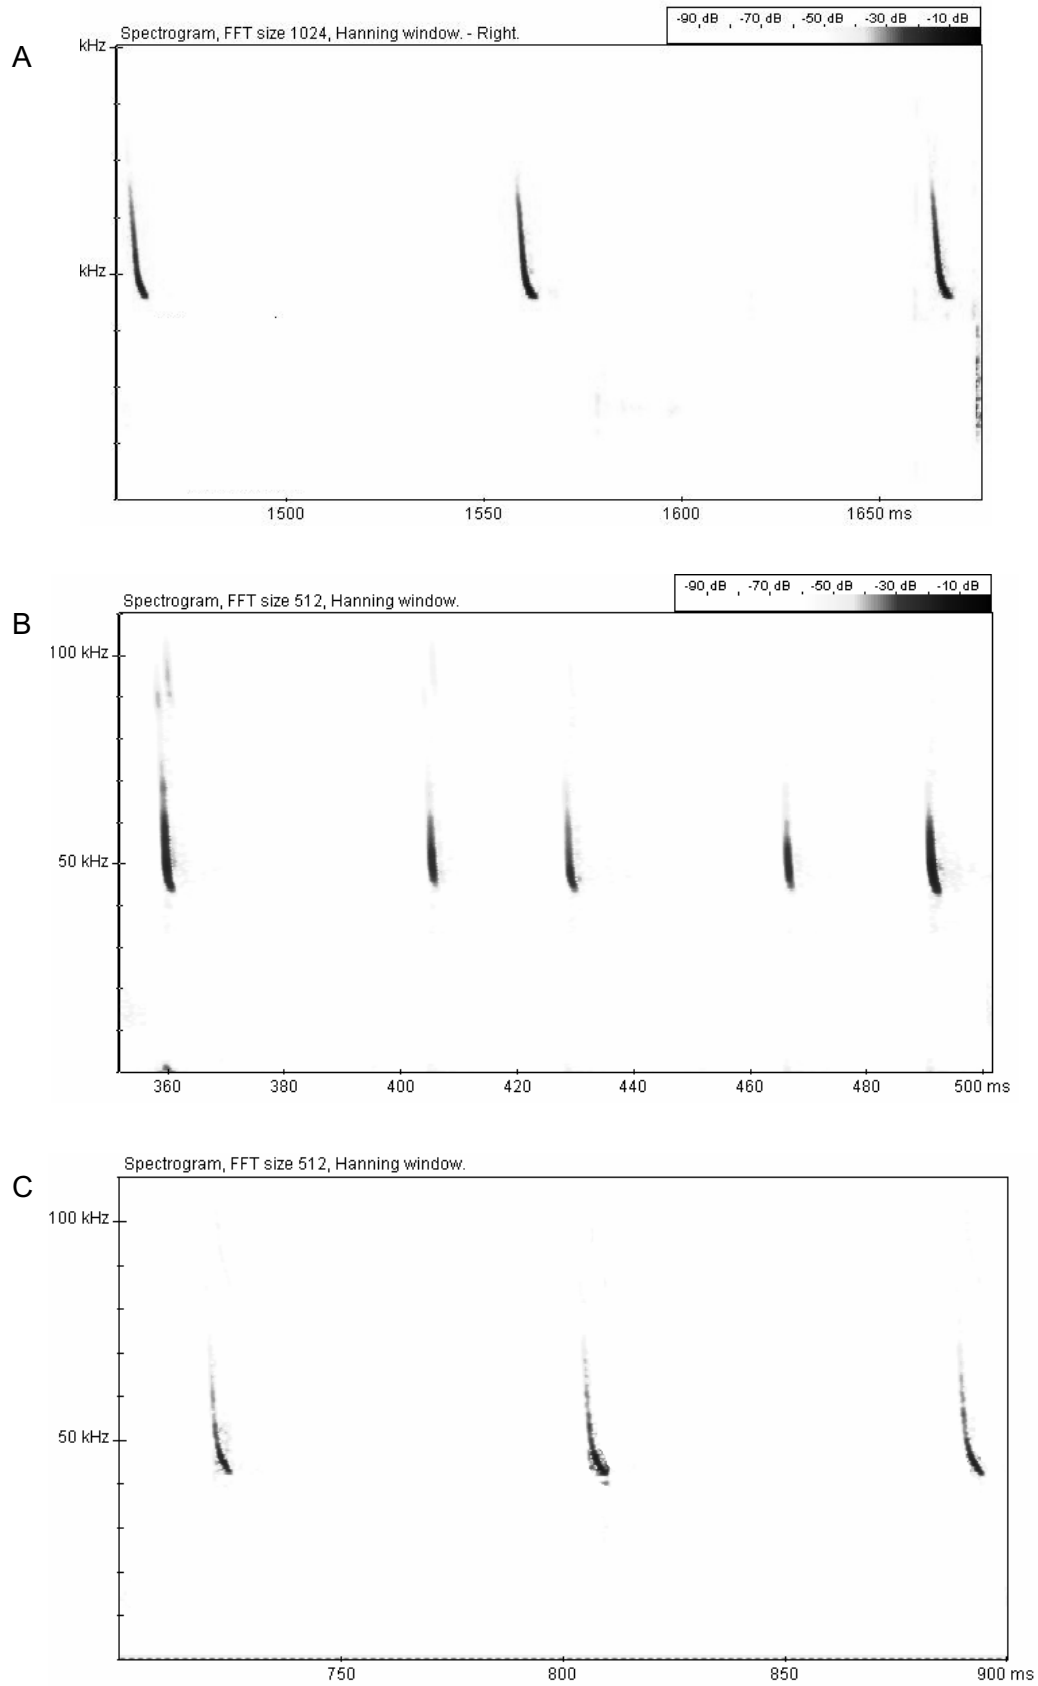 -90 dB -70 dB -50 dB -30 dB -10 dB
Spectrogram, FFT size 1024, Hanning window. - Right.
A
kHz
kHz
1500 1550 1600 1650 ms
-90 dB -70 dB -50 dB -30 dB -10 dB
Spectrogram, FFT size 512, Hanning window.
B
100 kHz
50 kHz
360 380 400 420 440 460 480 500 ms
Spectrogram, FFT size 512, Hanning window.
C
100 kHz
50 kHz
750 800 850 900 ms